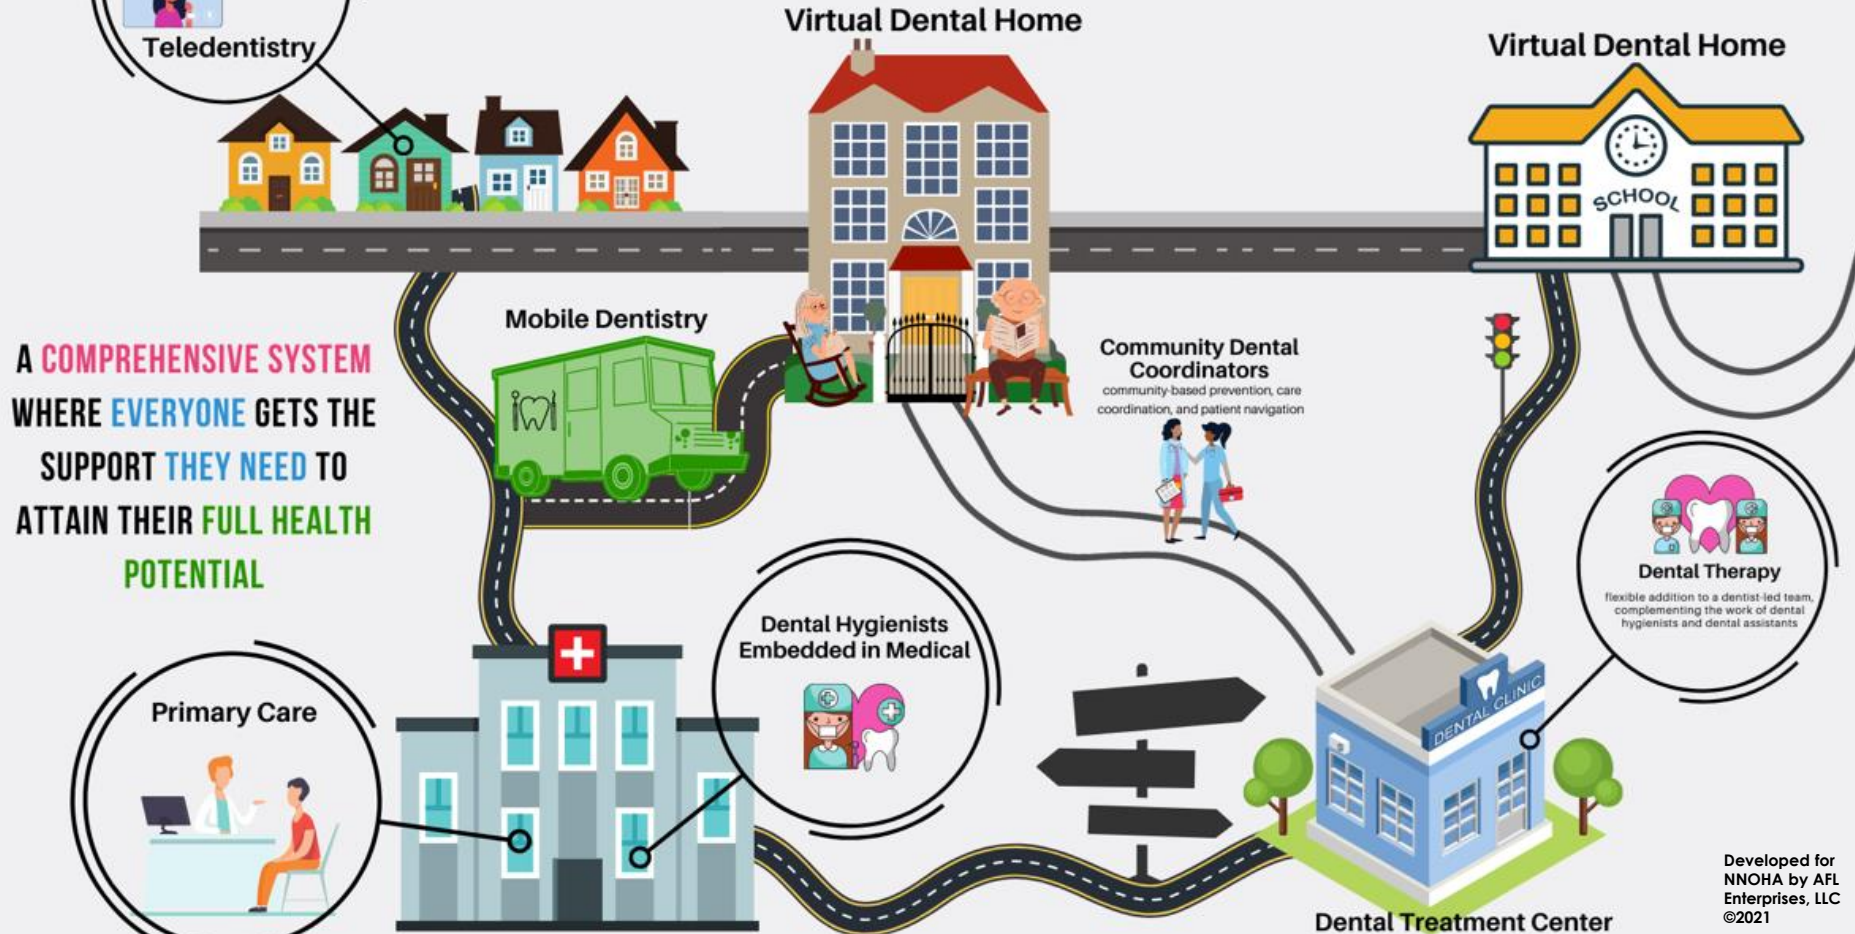 Teledentistry
Virtual Dental Home
Virtual Dental Home
SCHOOL
Mobile Dentistry
A COMPREHENSIVE SYSTEM
WHERE EVERYONE GETS THE
SUPPORT THEY NEED TO
ATTAIN THEIR FULL HEALTH
POTENTIAL
Community Dental
Coordinators
community-based prevention, care
coordination, and patient navigation
Dental Therapy
flexible addition to a dentist-led team,
complementing the work of dental
hygienists and dental assistants
Dental Hygienists
Embedded in Medical
Primary Care
DENTAL CLINIC
Dental Treatment Center
Developed for
NNOHA by AFL
Enterprises, LLC
©2021